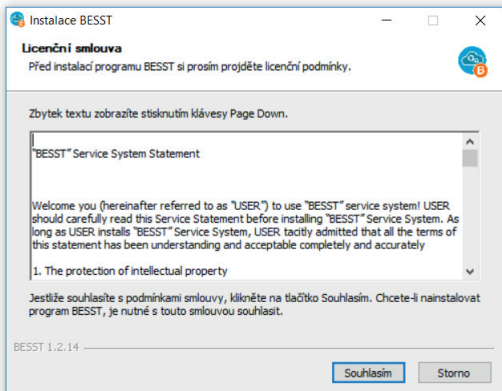 Instalace BESST
Licenční smlouva
Před instalací programu BESST si prosím projděte licenční podmínky.
Zbytek textu zobrazíte stisknutím klávesy Page Down.
"BESST" Service System Statement
Welcome you (hereinafter referred to as "USER") to use "BESST" service system! USER
should carefully read this Service Statement before installing "BESST" Service System. As
long as USER installs "BESST" Service System, USER tacitly admitted that all the terms of
this statement has been understanding and acceptable completely and accurately
1. The protection of intellectual property
Jestliže souhlasíte s podmínkami smlouvy, klikněte na tlačítko Souhlasím. Chcete-li nainstalovat
program BESST, je nutné s touto smlouvou souhlasit.
BESST 1.2.14
Souhlasím
Storno